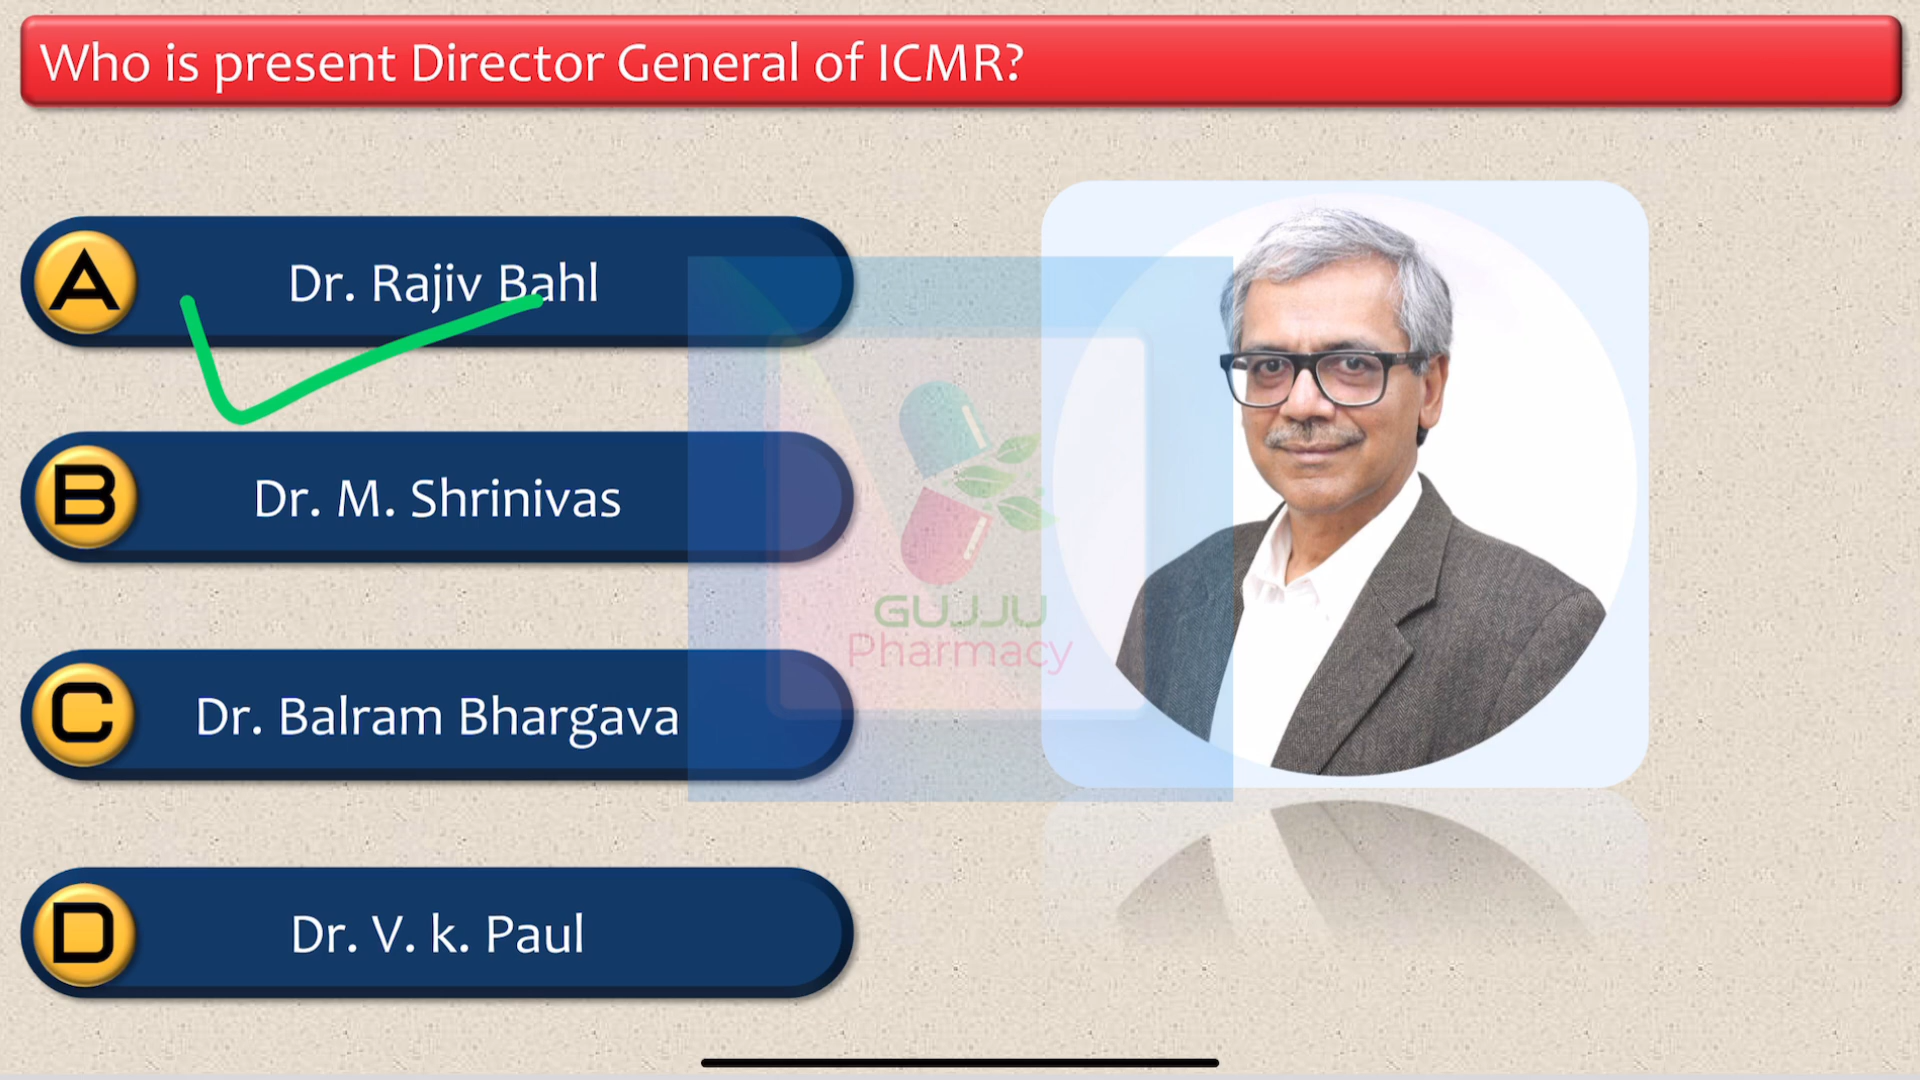 Who is present Director General of ICMR?
A Dr. Rajiv Bahl
B Dr. M. Shrinivas
C Dr. Balram Bhargava
D Dr. V. k. Paul
GUJJU
Pharmacy